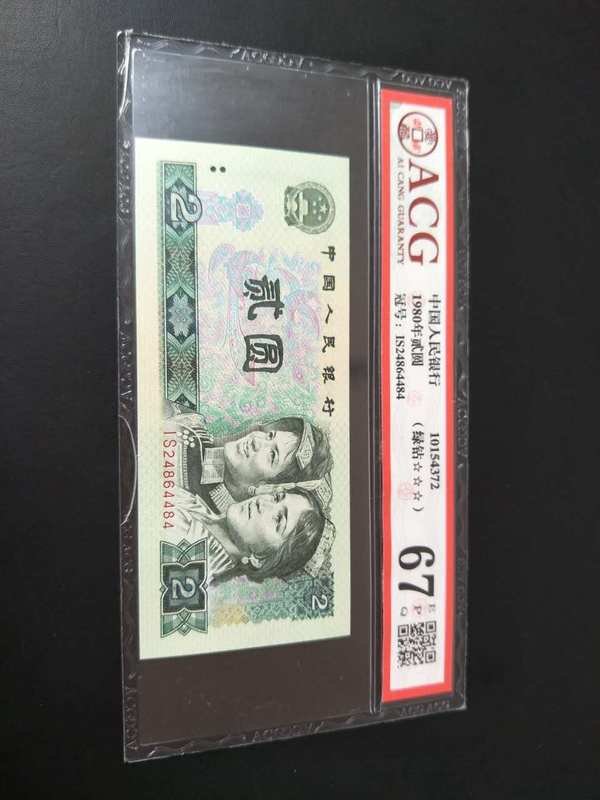 ACG
AI CANG GUARANTY
中国人民银行 10154372
1980年贰圆 (绿钻☆☆☆)
冠号: IS24864484
67
E
P
Q
中国人民银行
贰圆
2
IS24864484
2
2